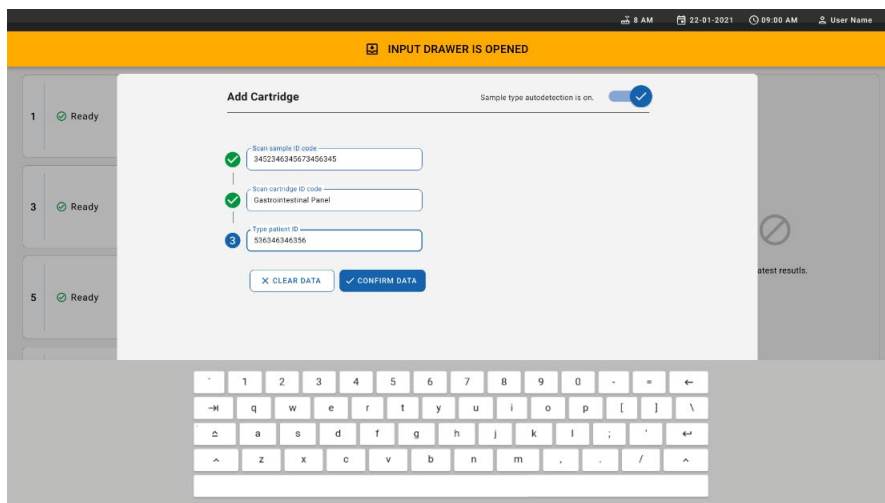 8 AM 22-01-2021 09:00 AM User Name
INPUT DRAWER IS OPENED
Add Cartridge
Sample type autodetection is on.
1 Ready
Scan sample ID code
3452346345673456345
Scan cartridge ID code
Gastrointestinal Panel
3 Ready
Type patient ID
3 536346346356
atest resutls.
CLEAR DATA CONFIRM DATA
5 Ready
` 1 2 3 4 5 6 7 8 9 0 - =
q w e r t y u i o p [ ] \
a s d f g h j k l ; '
z x c v b n m , . /